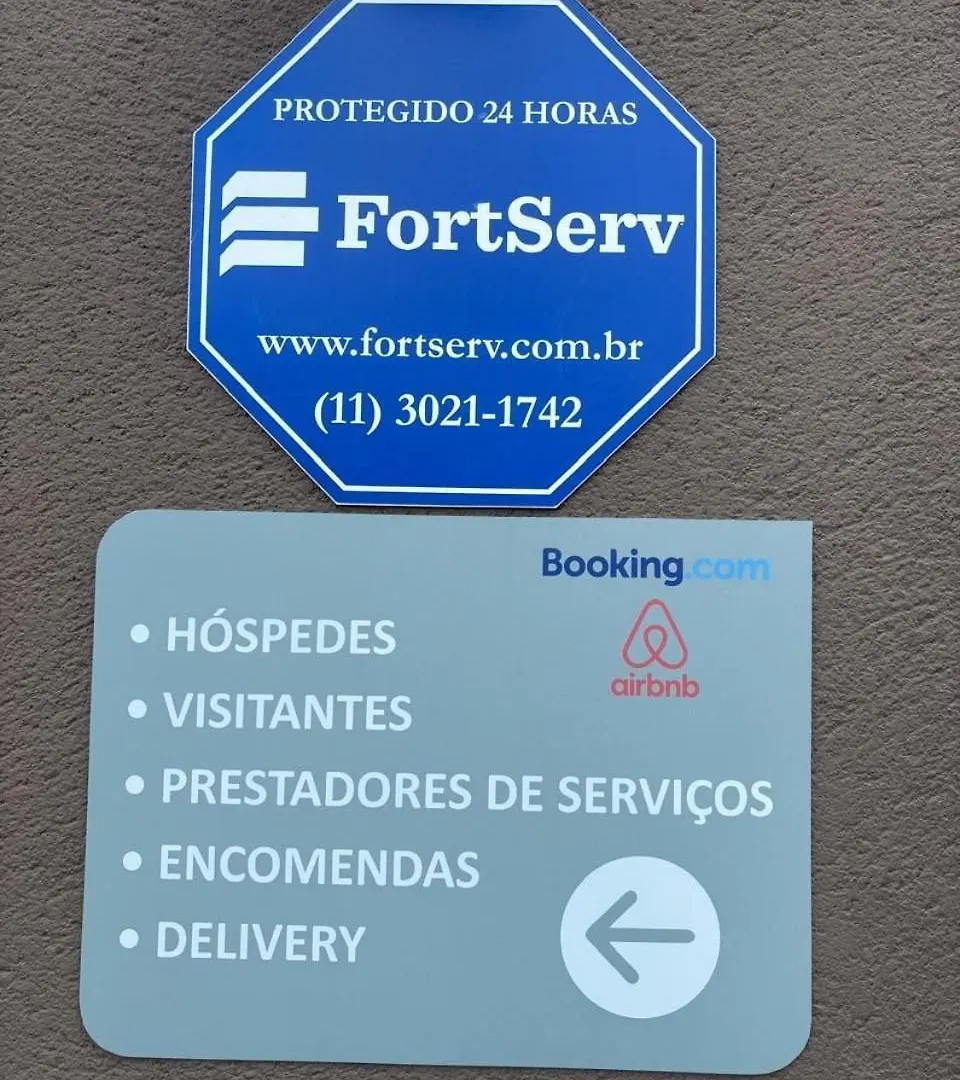 PROTEGIDO 24 HORAS
FortServ
www.fortserv.com.br
(11) 3021-1742
Booking.com
airbnb
• HÓSPEDES
• VISITANTES
• PRESTADORES DE SERVIÇOS
• ENCOMENDAS
• DELIVERY